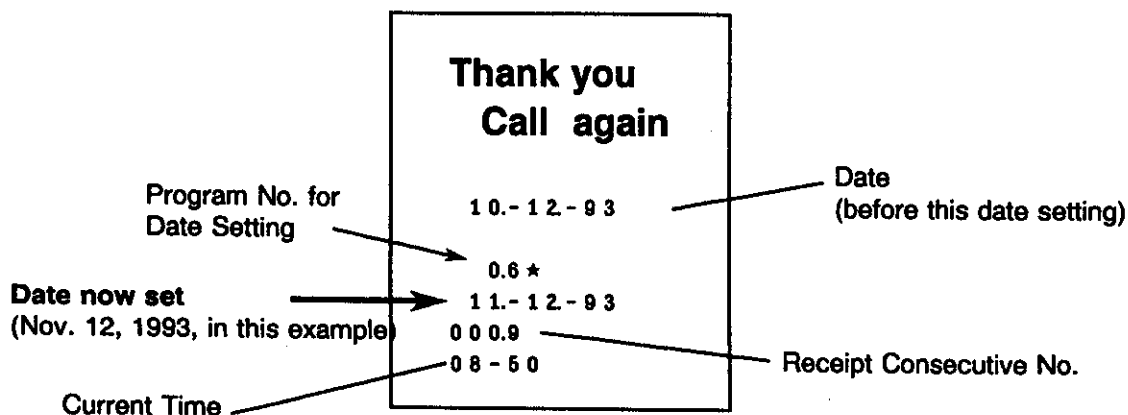 Thank you
Call again
Program No. for
Date Setting
10.-12.-93
Date
(before this date setting)
0.6★
Date now set
(Nov. 12, 1993, in this example)
11.-12.-93
000.9
Receipt Consecutive No.
08-50
Current Time